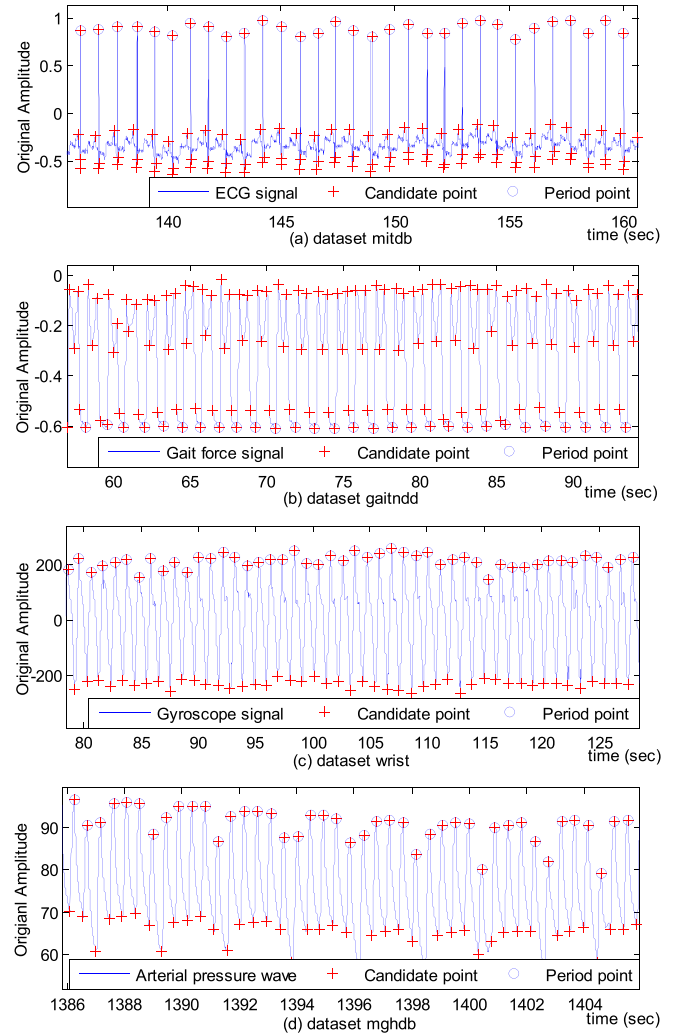 1
0.5
0
-0.5
Original Amplitude
ECG signal Candidate point Period point
140 145 150 155 160
(a) dataset mitdb time (sec)
0
-0.2
-0.4
-0.6
Original Amplitude
Gait force signal Candidate point Period point
60 65 70 75 80 85 90
(b) dataset gaitndd time (sec)
200
0
-200
Original Amplitude
Gyroscope signal Candidate point Period point
80 85 90 95 100 105 110 115 120 125
(c) dataset wrist time (sec)
90
80
70
60
Origianl Amplitude
Arterial pressure wave Candidate point Period point
1386 1388 1390 1392 1394 1396 1398 1400 1402 1404
(d) dataset mghdb time (sec)